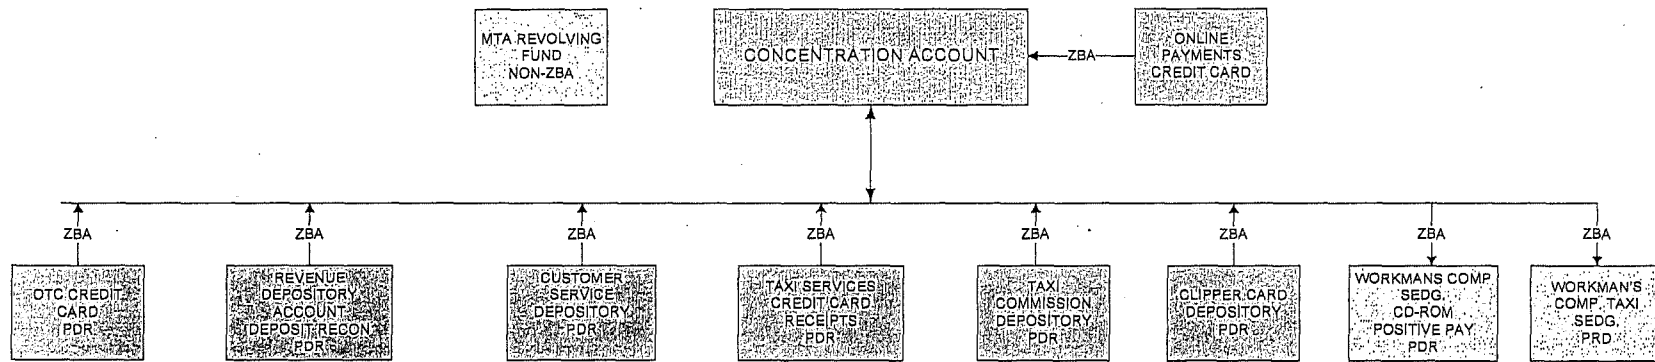 MTA REVOLVING
FUND
NON-ZBA
CONCENTRATION ACCOUNT
ZBA
ONLINE
PAYMENTS
CREDIT CARD
ZBA
ZBA
ZBA
ZBA
ZBA
ZBA
ZBA
ZBA
OTC CREDIT
CARD
PDR
REVENUE
DEPOSITORY
ACCOUNT
DEPOSIT RECON
PDR
CUSTOMER
SERVICE
DEPOSITORY
PDR
TAXI SERVICES
CREDIT CARD
RECEIPTS
PDR
TAXI
COMMISSION
DEPOSITORY
PDR
CLIPPER CARD
DEPOSITORY
PDR
WORKMANS COMP
SEDG,
CD-ROM
POSITIVE PAY
PDR
WORKMAN'S
COMP, TAXI
SEDG,
PRD